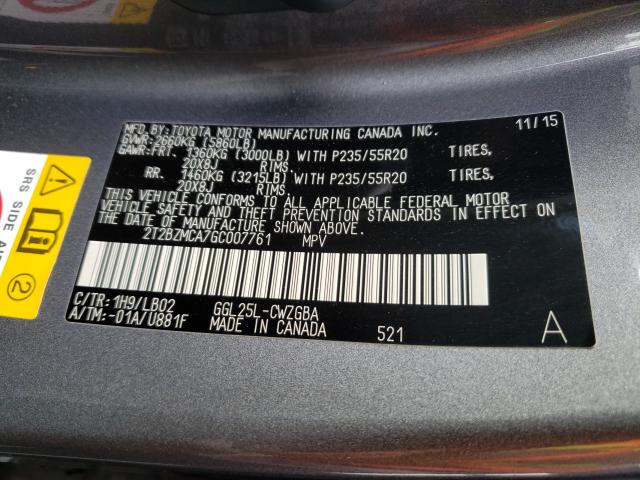 MFD.BY:TOYOTA MOTOR MANUFACTURING CANADA INC. 11/15
GVWR:2660KG (5860LB)
GAWR:FRT. 1360KG (3000LB) WITH P235/55R20 TIRES,
20X8J RIMS.
RR. 1460KG (3215LB) WITH P235/55R20 TIRES,
20X8J RIMS.
THIS VEHICLE CONFORMS TO ALL APPLICABLE FEDERAL MOTOR
VEHICLE SAFETY AND THEFT PREVENTION STANDARDS IN EFFECT
ON THE DATE OF MANUFACTURE SHOWN ABOVE.
2T2BZMCA7GC007761 MPV
C/TR: 1H9/LB02 GGL25L-CWZGBA
A/TM:-01A/U881F MADE IN CANADA 521 A
SRS SIDE
2